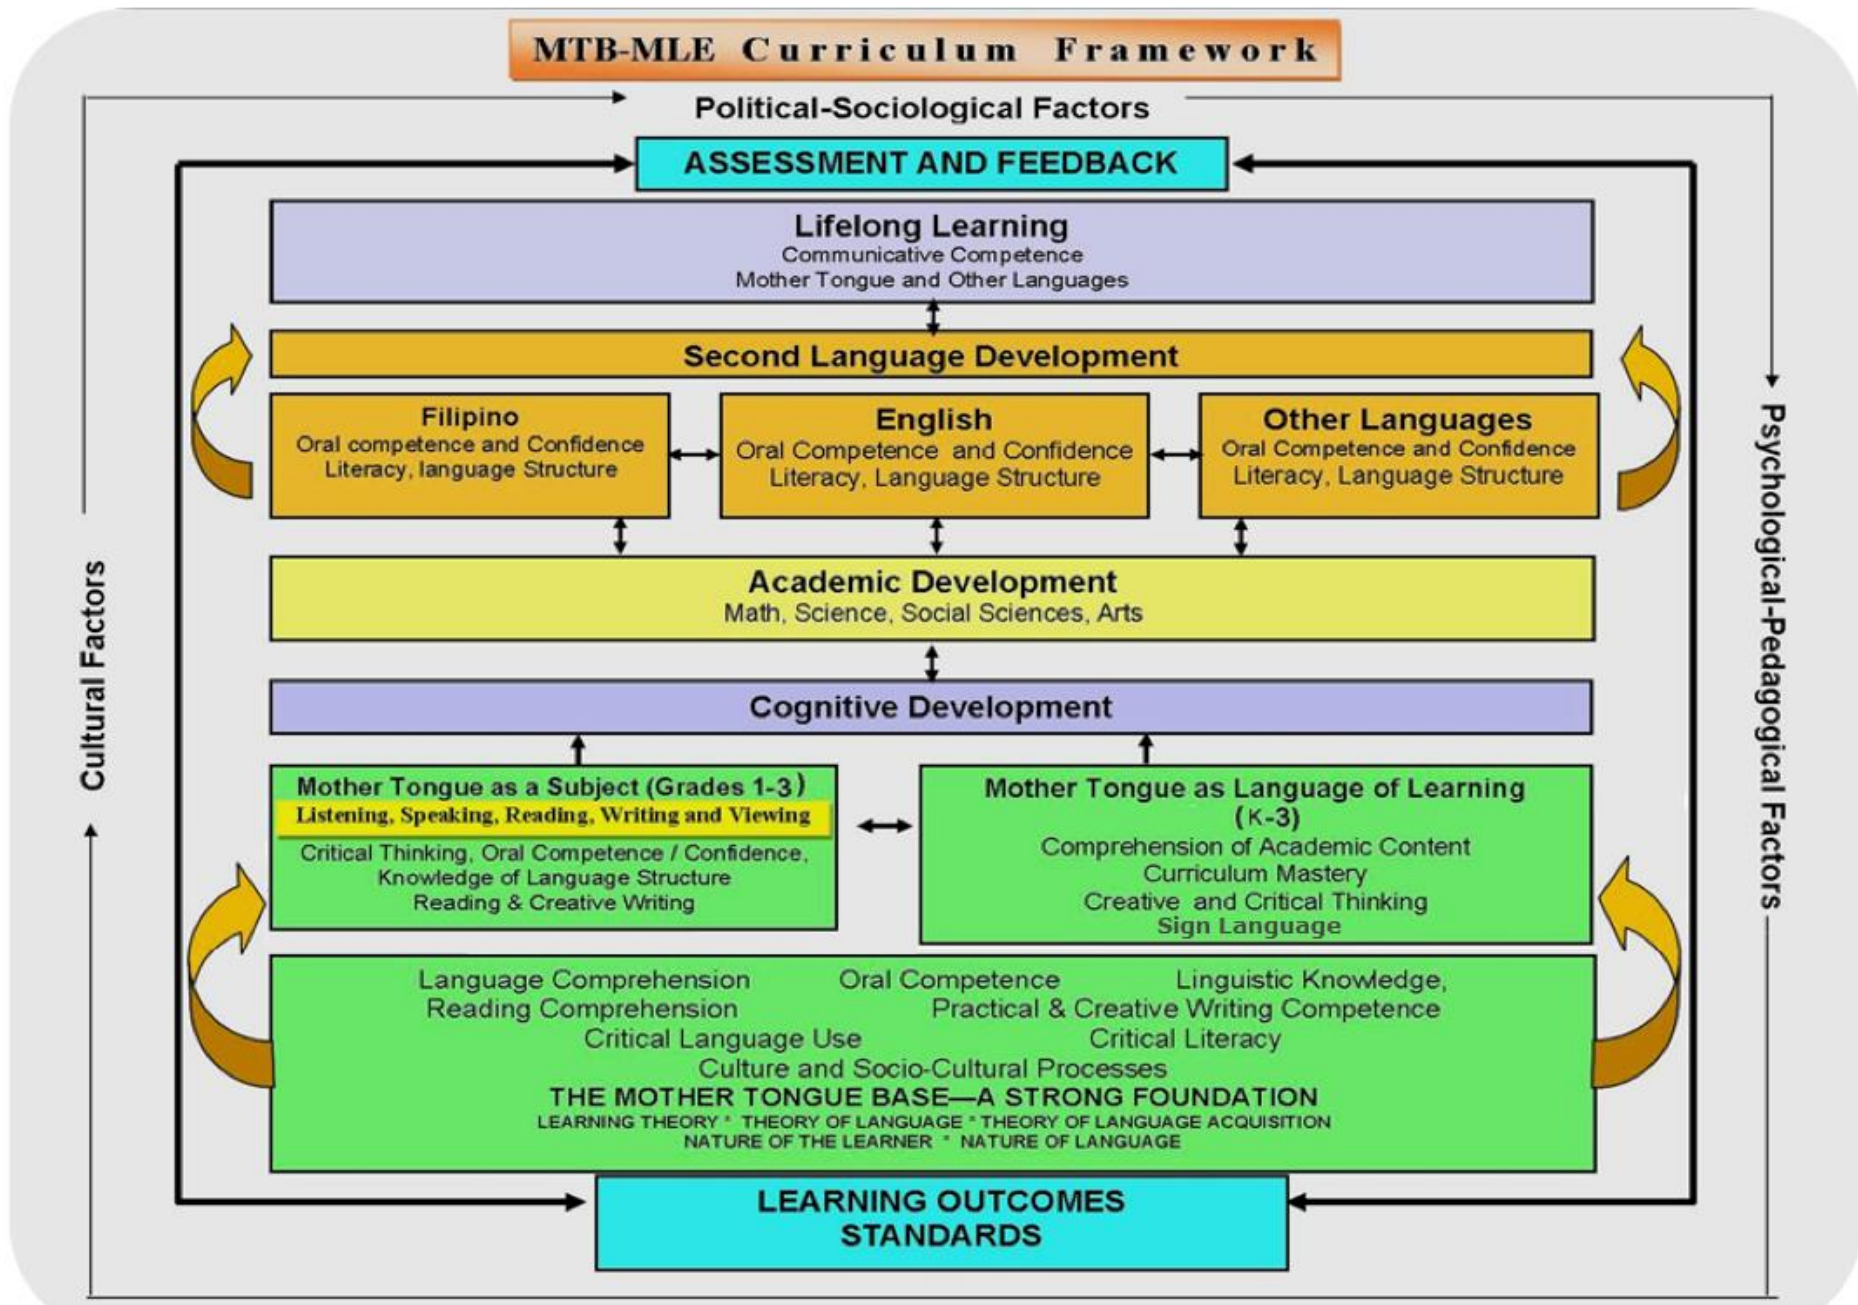 MTB-MLE Curriculum Framework
Political-Sociological Factors
ASSESSMENT AND FEEDBACK
Lifelong Learning
Communicative Competence
Mother Tongue and Other Languages
Second Language Development
Filipino
Oral competence and Confidence
Literacy, language Structure
English
Oral Competence and Confidence
Literacy, Language Structure
Other Languages
Oral Competence and Confidence
Literacy, Language Structure
Academic Development
Math, Science, Social Sciences, Arts
Cognitive Development
Mother Tongue as a Subject (Grades 1-3)
Listening, Speaking, Reading, Writing and Viewing
Critical Thinking, Oral Competence / Confidence,
Knowledge of Language Structure
Reading & Creative Writing
Mother Tongue as Language of Learning
(K-3)
Comprehension of Academic Content
Curriculum Mastery
Creative and Critical Thinking
Sign Language
Language Comprehension Oral Competence Linguistic Knowledge,
Reading Comprehension Practical & Creative Writing Competence
Critical Language Use Critical Literacy
Culture and Socio-Cultural Processes
THE MOTHER TONGUE BASE—A STRONG FOUNDATION
LEARNING THEORY * THEORY OF LANGUAGE * THEORY OF LANGUAGE ACQUISITION
NATURE OF THE LEARNER * NATURE OF LANGUAGE
LEARNING OUTCOMES
STANDARDS
Cultural Factors
Psychological-Pedagogical Factors